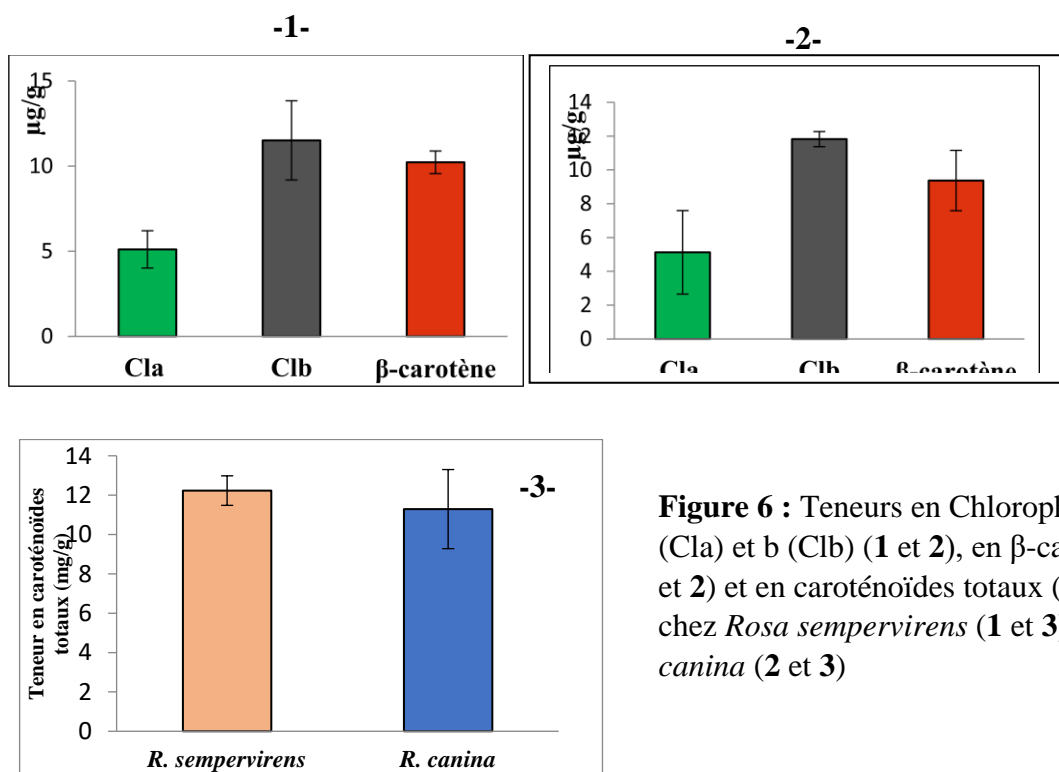 -1-
-2-
µg/g
15
10
5
0
Cla Clb β-carotène
µg/g
14
12
10
8
6
4
2
0
Cla Clb β-carotène
Teneur en caroténoïdes
totaux (mg/g)
14
12
10
8
6
4
2
0
-3-
R. sempervirens R. canina
Figure 6 : Teneurs en
(Cla) et b (Clb) (1 et 2), en
et 2) et en caroténoïdes totaux (
chez Rosa sempervirens (1 et 3
canina (2 et 3)